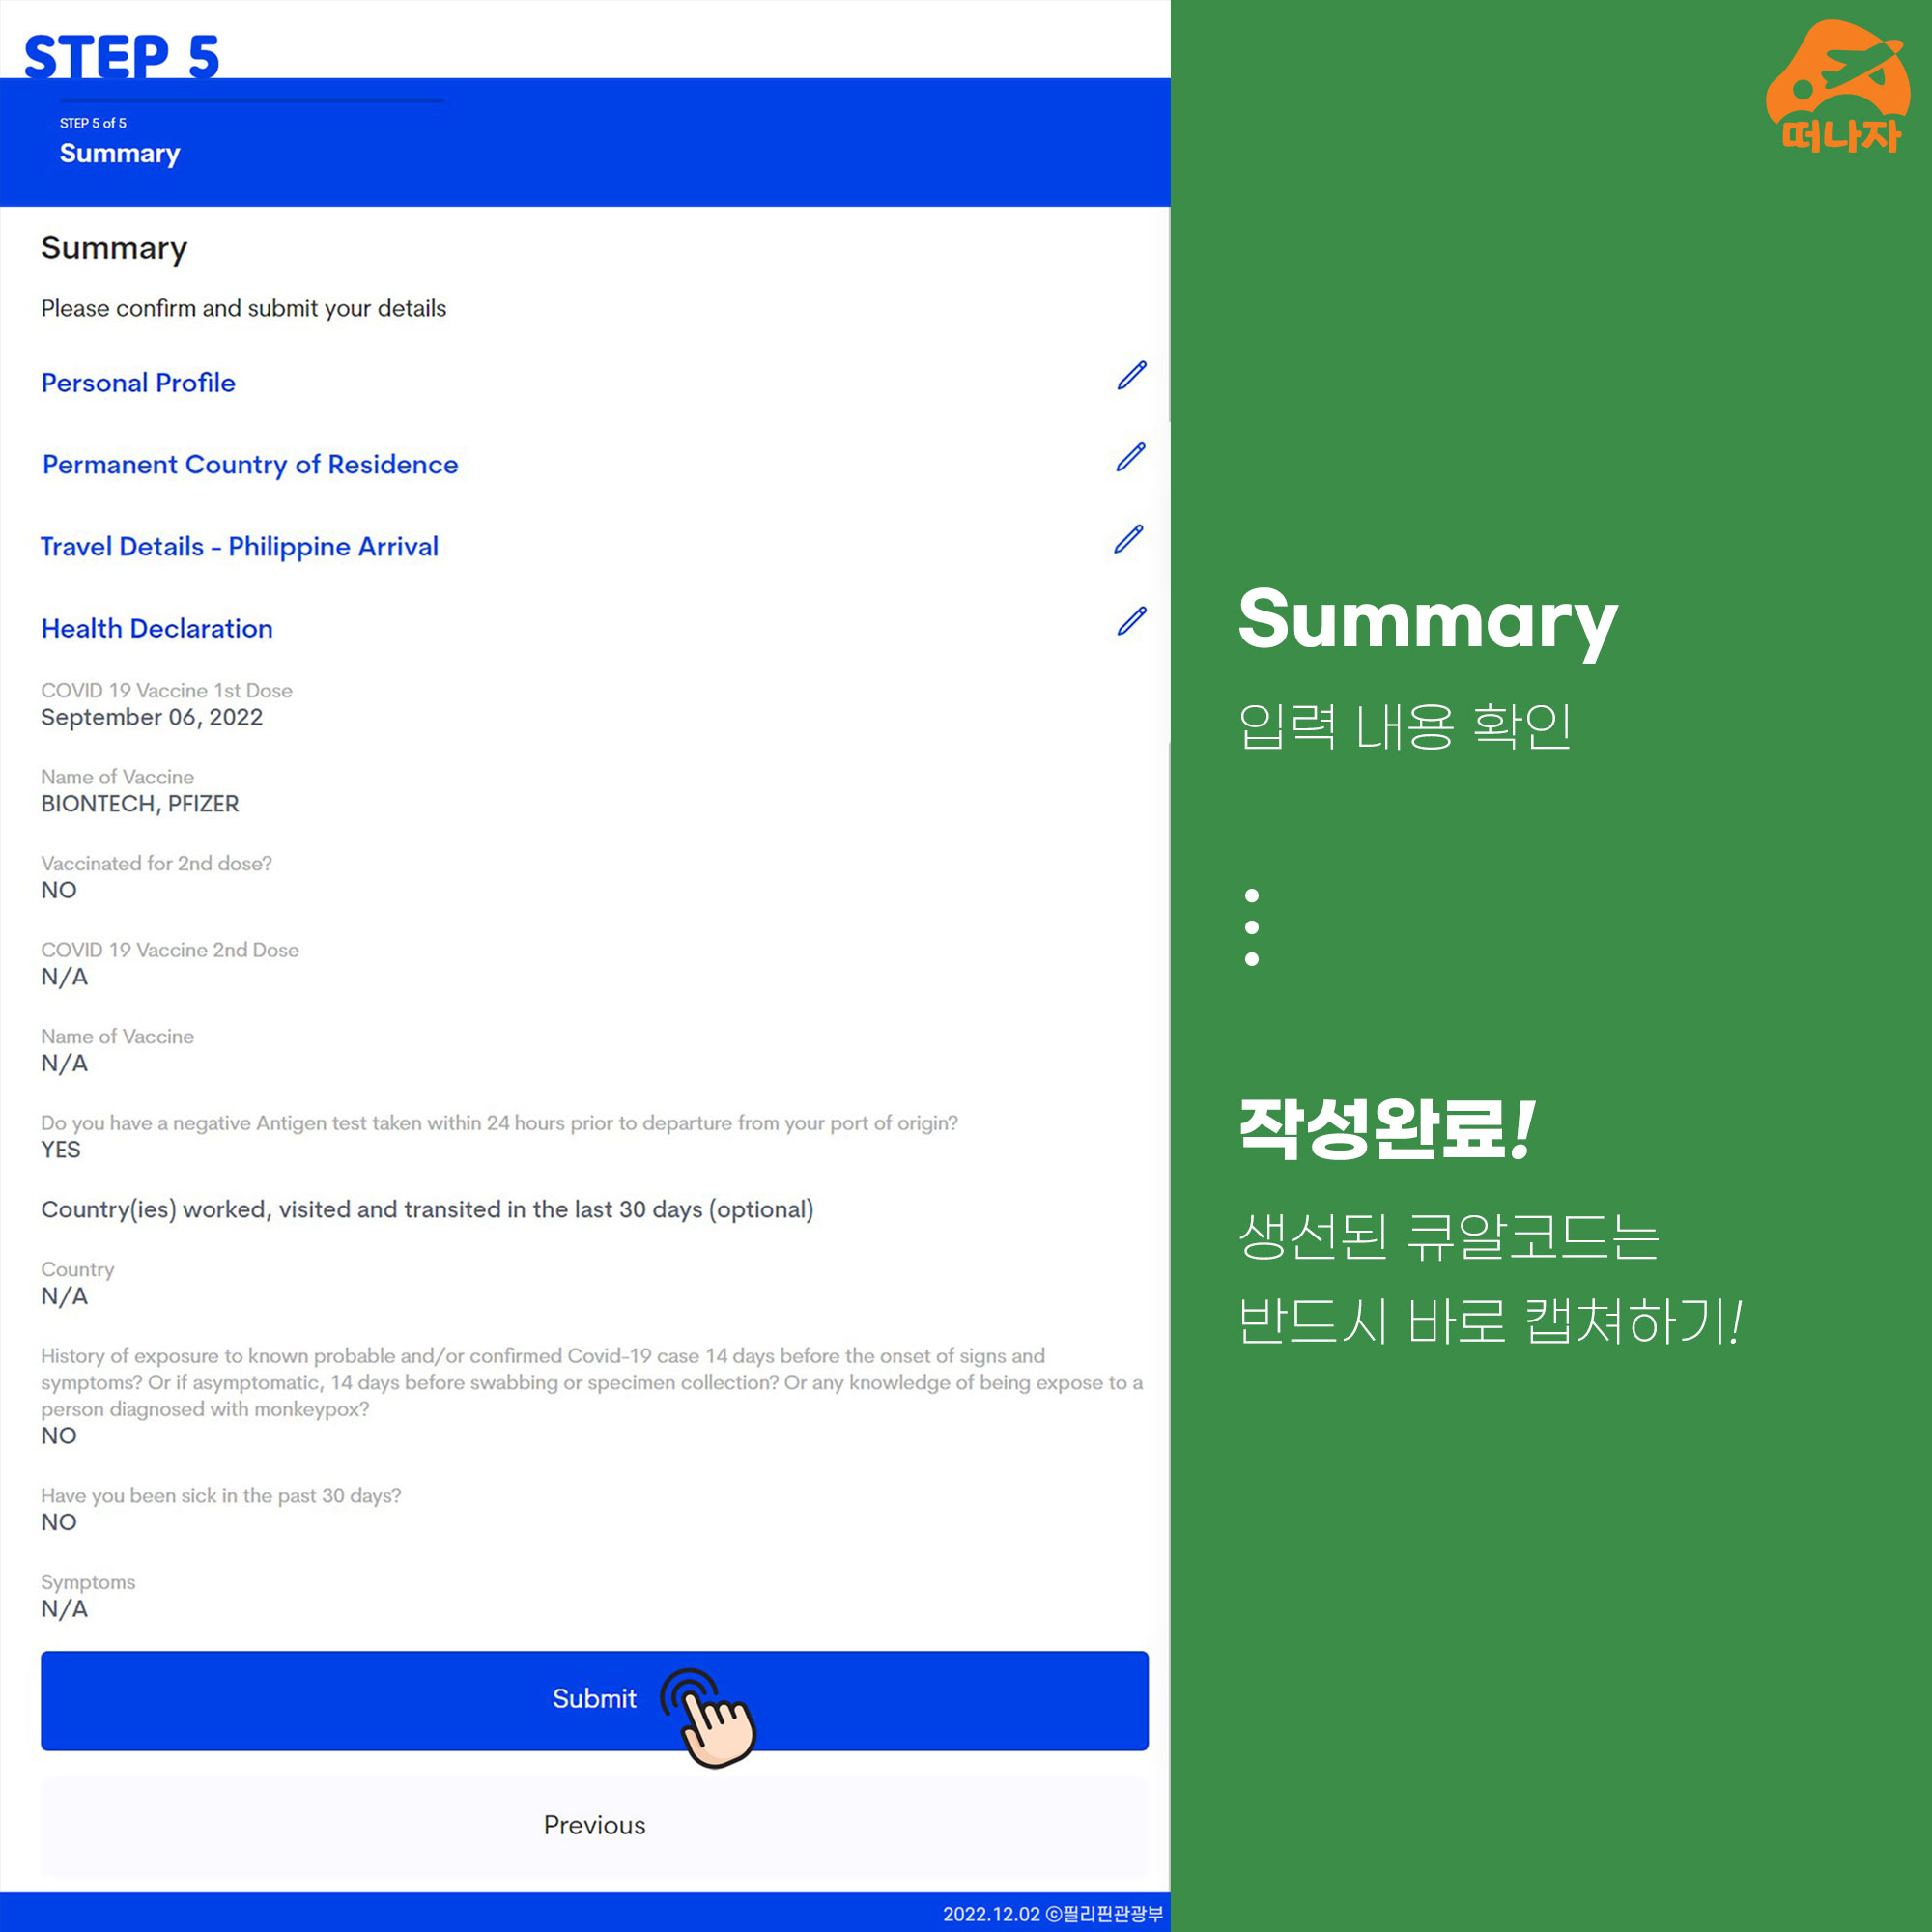 STEP 5
STEP 5 of 5
Summary
Summary
Please confirm and submit your details
Personal Profile
Permanent Country of Residence
Travel Details - Philippine Arrival
Health Declaration
COVID 19 Vaccine 1st Dose
September 06, 2022
Name of Vaccine
BIONTECH, PFIZER
Vaccinated for 2nd dose?
NO
COVID 19 Vaccine 2nd Dose
N/A
Name of Vaccine
N/A
Do you have a negative Antigen test taken within 24 hours prior to departure from your port of origin?
YES
Country(ies) worked, visited and transited in the last 30 days (optional)
Country
N/A
History of exposure to known probable and/or confirmed Covid-19 case 14 days before the onset of signs and
symptoms? Or if asymptomatic, 14 days before swabbing or specimen collection? Or any knowledge of being expose to a
person diagnosed with monkeypox?
NO
Have you been sick in the past 30 days?
NO
Symptoms
N/A
Submit
Previous
2022.12.02 ⓒ필리핀관광부
떠나자
Summary
입력 내용 확인
작성완료!
생선된 큐알코드는
반드시 바로 캡쳐하기!